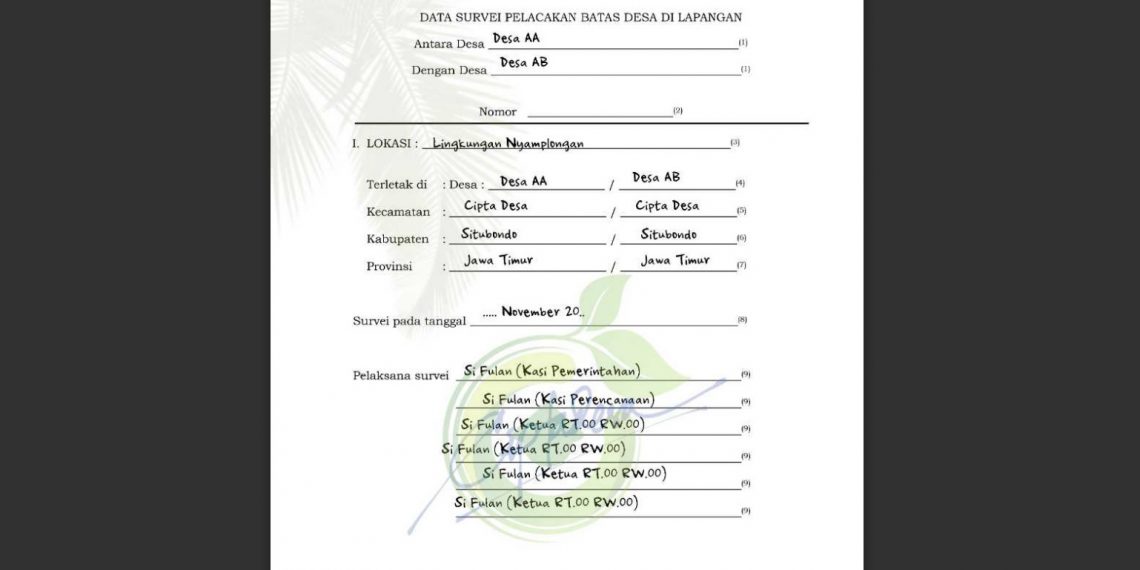 DATA SURVEI PELACAKAN BATAS DESA DI LAPANGAN
Antara Desa Desa AA (1)
Dengan Desa Desa AB (1)
Nomor (2)
I. LOKASI : Lingkungan Nyamplongan (3)
Terletak di : Desa : Desa AA / Desa AB (4)
Kecamatan : Cipta Desa / Cipta Desa (5)
Kabupaten : Situbondo / Situbondo (6)
Provinsi : Jawa Timur / Jawa Timur (7)
Survei pada tanggal ..... November 20.. (8)
Pelaksana survei Si Fulan (Kasi Pemerintahan) (9)
Si Fulan (Kasi Perencanaan) (9)
Si Fulan (Ketua RT.00 RW.00) (9)
Si Fulan (Ketua RT.00 RW.00) (9)
Si Fulan (Ketua RT.00 RW.00) (9)
Si Fulan (Ketua RT.00 RW.00) (9)